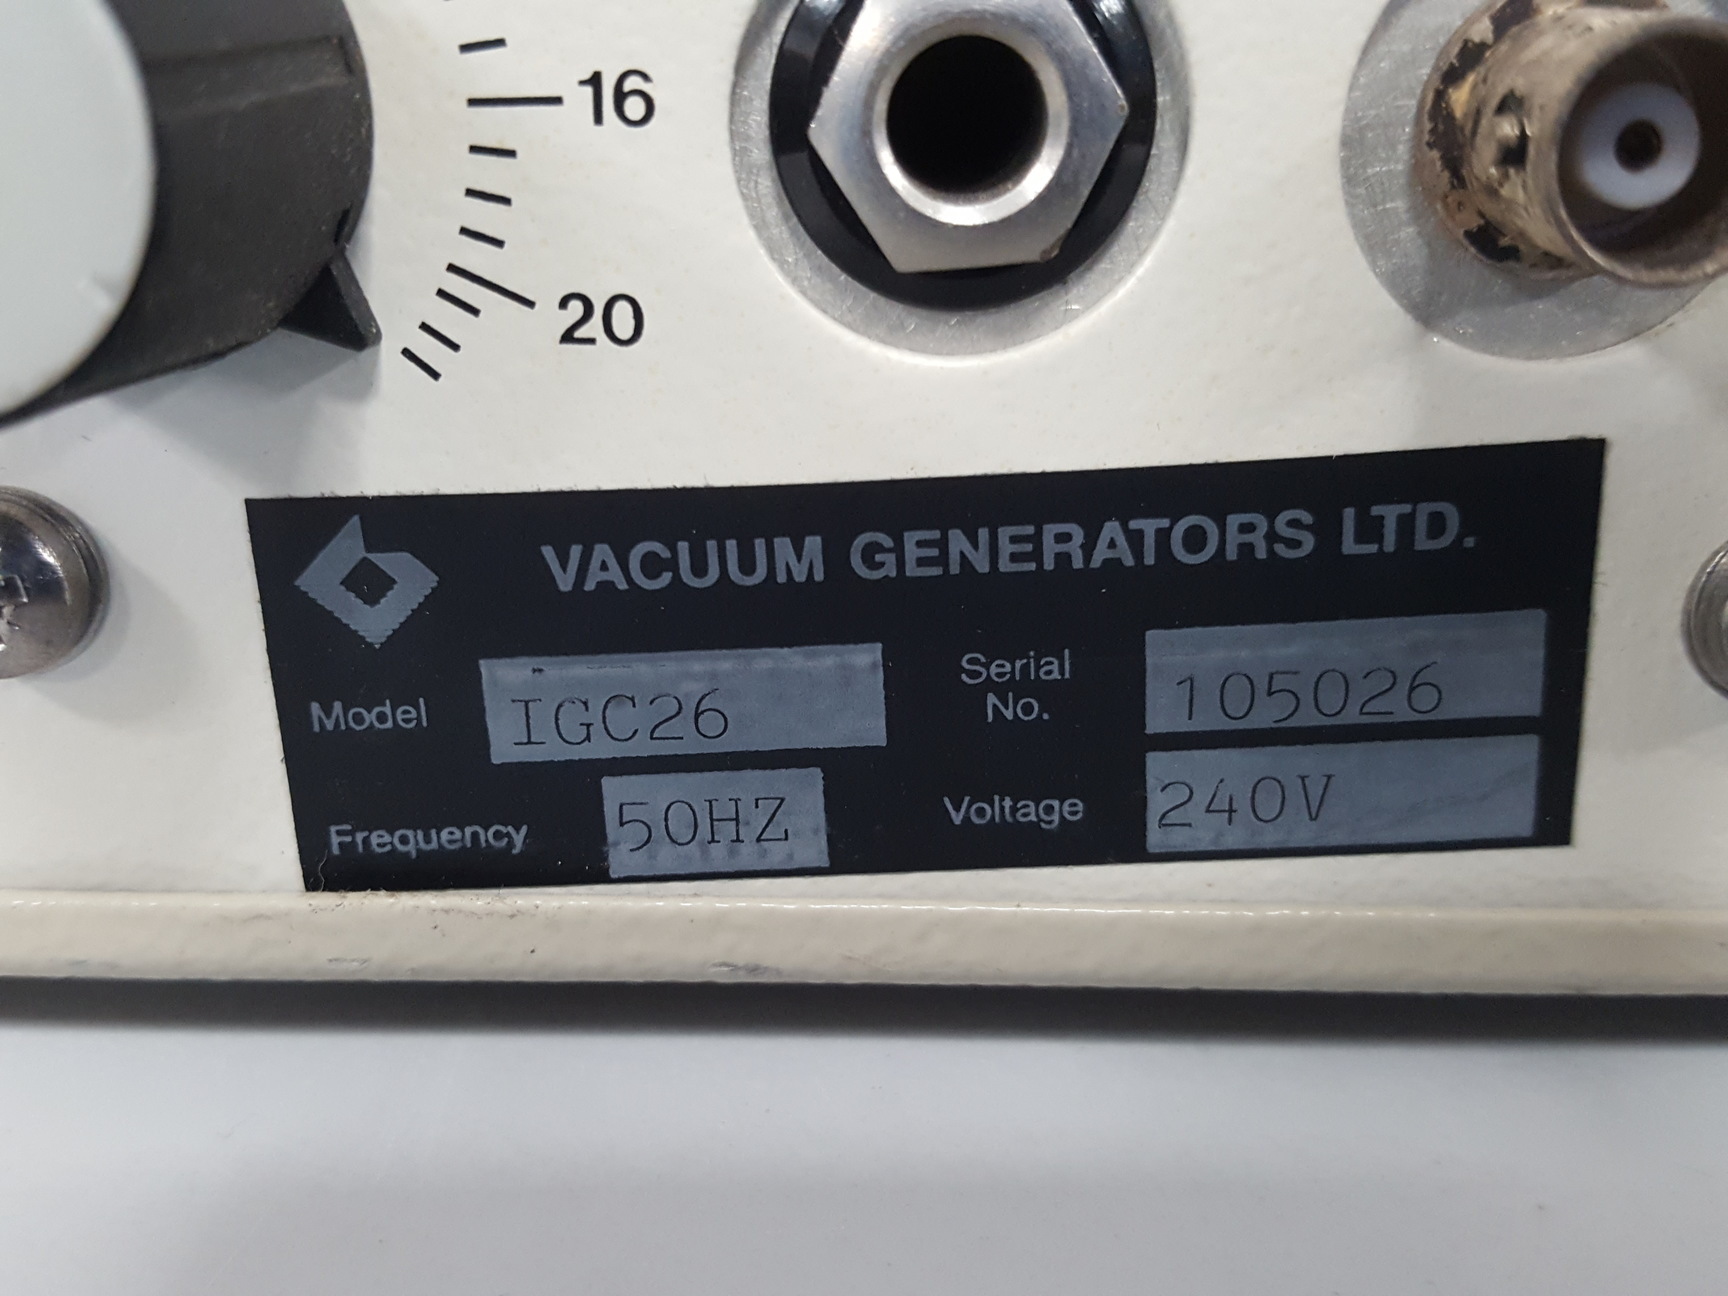 16
20
VACUUM GENERATORS LTD.
Model IGC26
Serial No. 105026
Frequency 50HZ
Voltage 240V